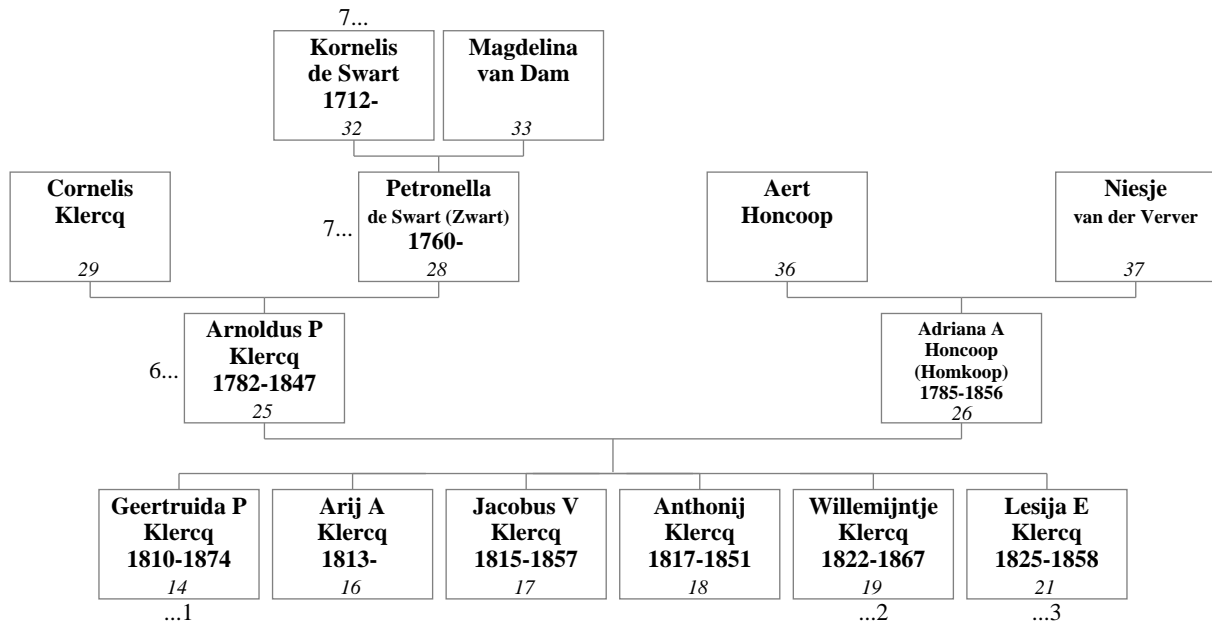 7...
Kornelis
de Swart
1712-
32
Magdelina
van Dam
33
Cornelis
Klercq
29
7...
Petronella
de Swart (Zwart)
1760-
28
Aert
Honcoop
36
Niesje
van der Verver
37
6...
Arnoldus P
Klercq
1782-1847
25
Adriana A
Honcoop
(Homkoop)
1785-1856
26
Geertruida P
Klercq
1810-1874
14
...1
Arij A
Klercq
1813-
16
Jacobus V
Klercq
1815-1857
17
Anthonij
Klercq
1817-1851
18
Willemijntje
Klercq
1822-1867
19
...2
Lesija E
Klercq
1825-1858
21
...3